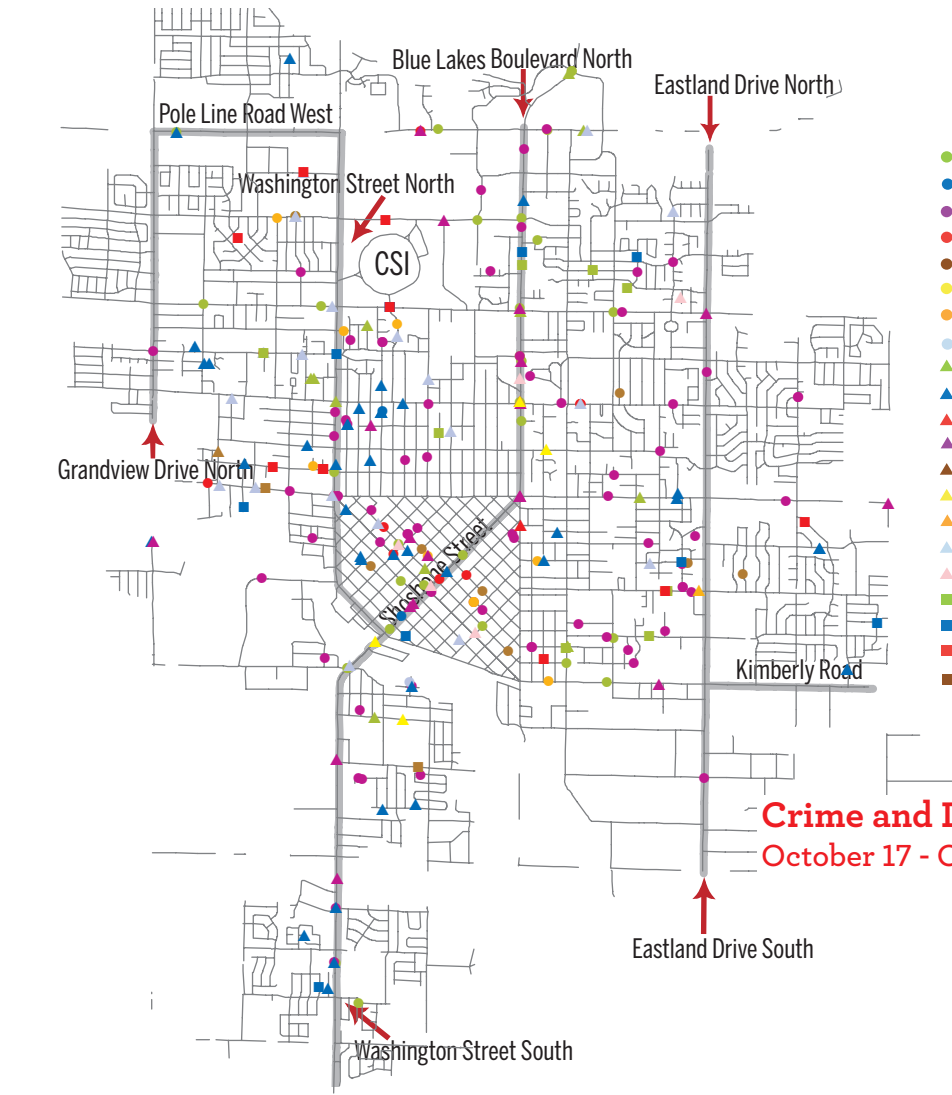 Blue Lakes Boulevard North
Eastland Drive North
Pole Line Road West
Washington Street North
CSI
Grandview Drive North
Shoshone Street
Kimberly Road
Crime and
October 17 -
Eastland Drive South
Washington Street South